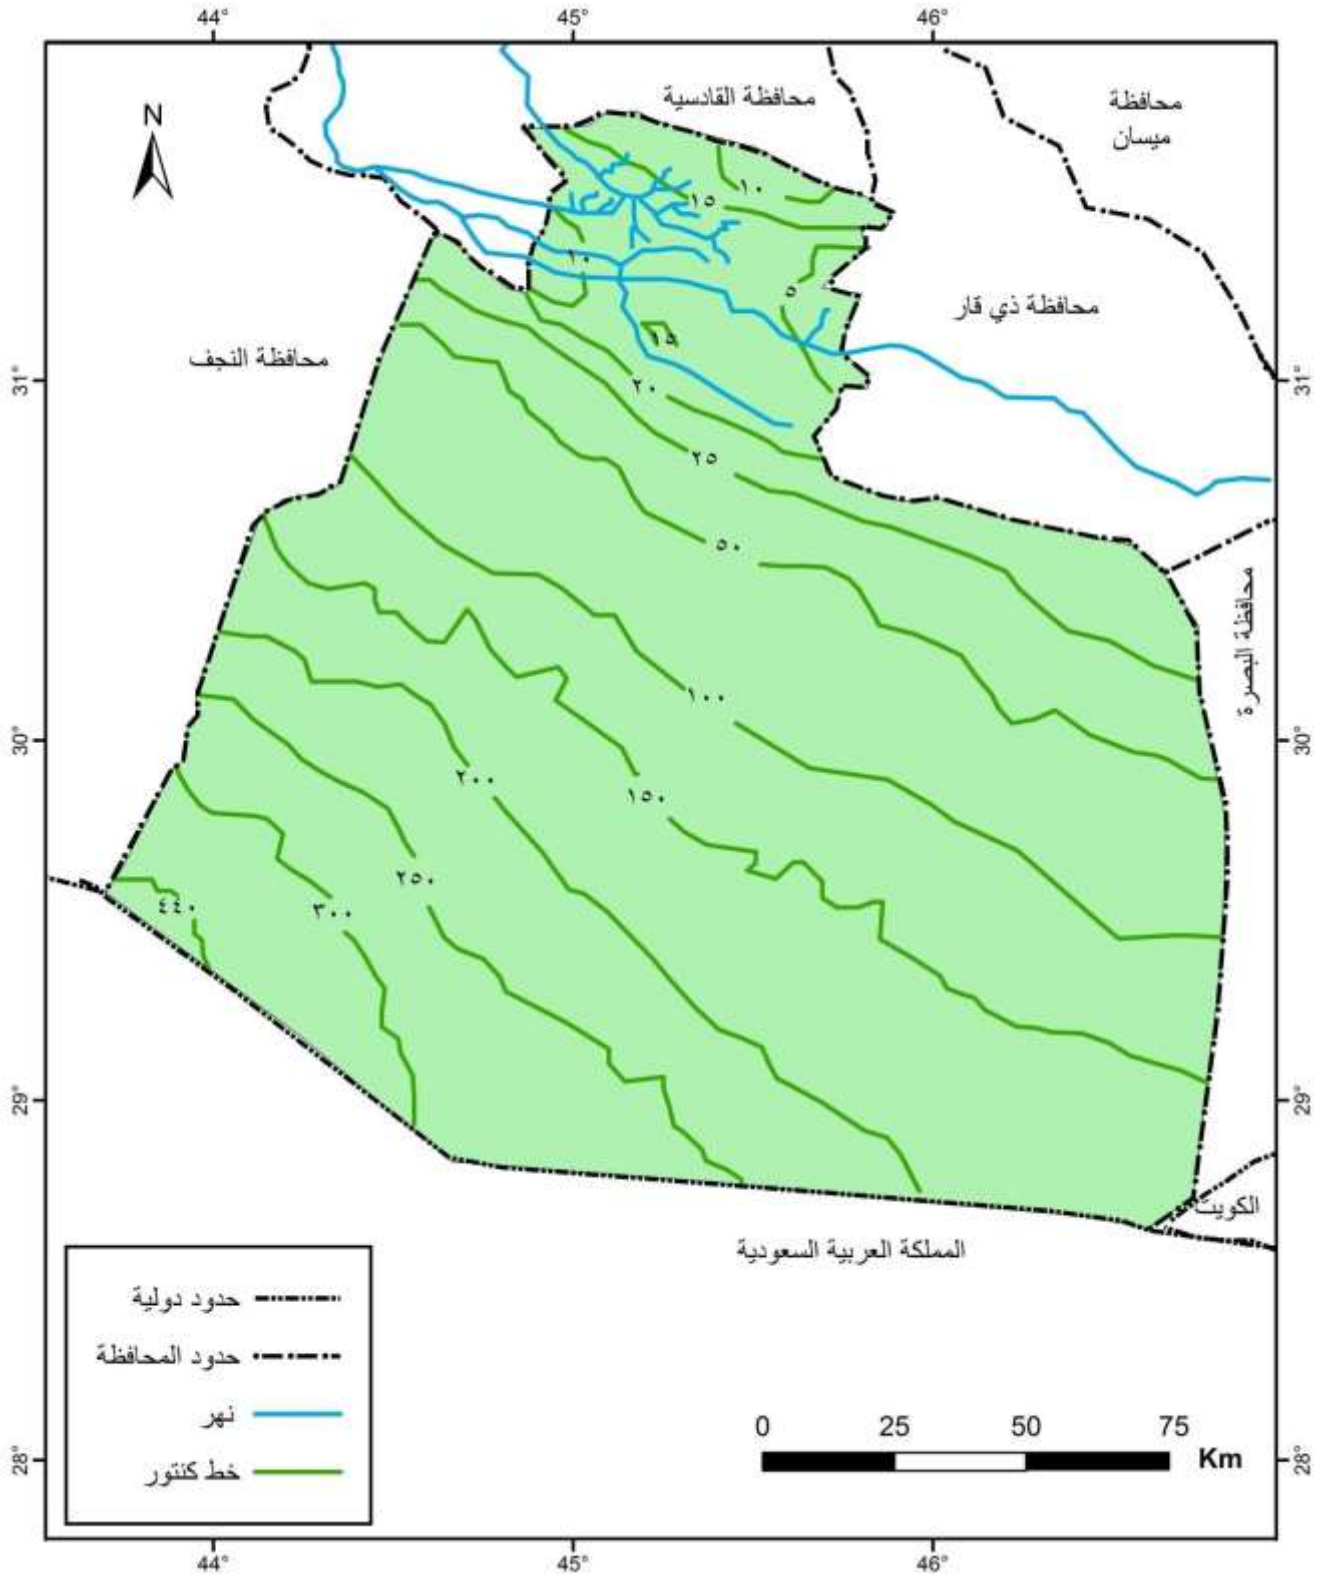 44° 45° 46°
N
محافظة القادسية
محافظة
ميسان
١٠
١٥
١٠
٥
محافظة ذي قار
١٥
محافظة النجف
31° 31°
٢٠
٢٥
٥٠
محافظة البصرة
١٠٠
30° 30°
٢٠٠
١٥٠
٢٥٠
٤٤٠
٣٠٠
29° 29°
الكويت
المملكة العربية السعودية
حدود دولية
حدود المحافظة
نهر
خط كنتور
0 25 50 75
Km
28° 28°
44° 45° 46°